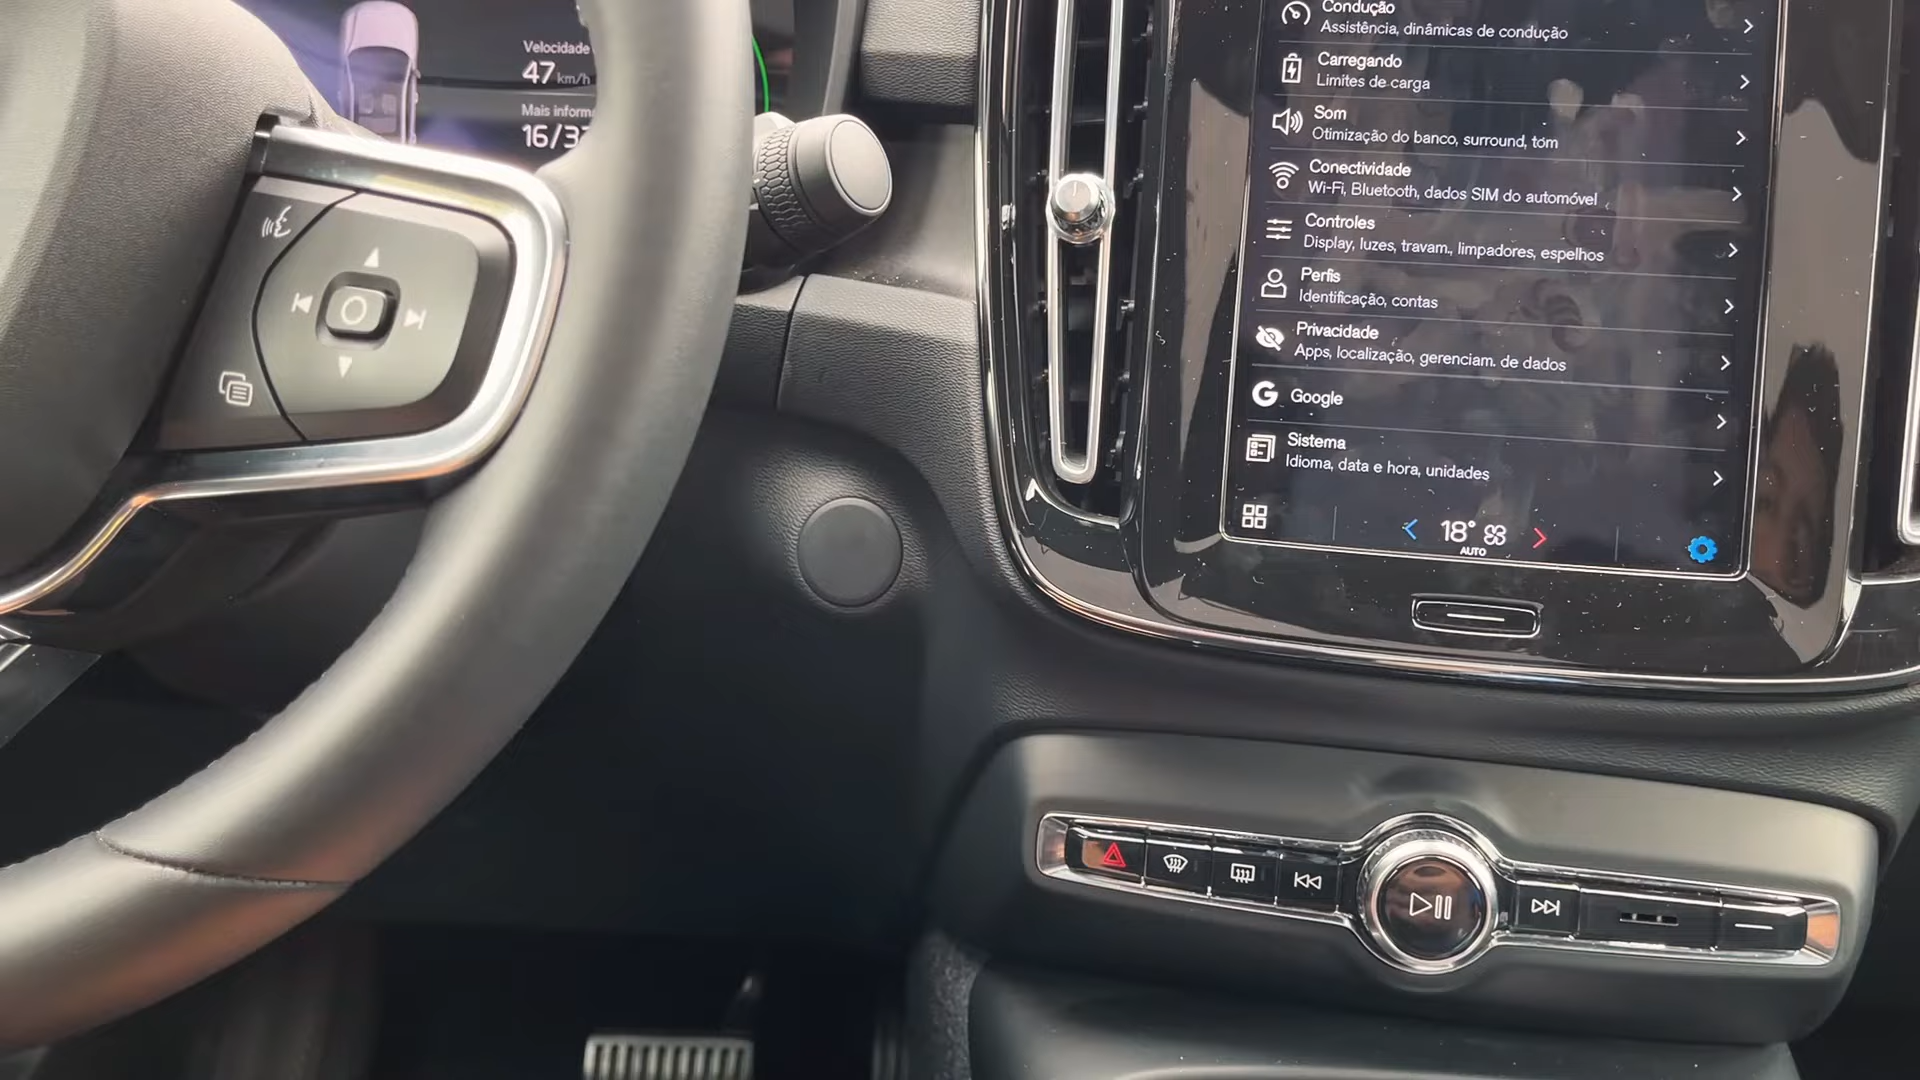 Velocidade
47 km/h
Mais
16/
Condução
Assistência, dinâmicas de condução
Carregando
Limites de carga
Som
Otimização do banco, surround, tom
Conectividade
Wi-Fi, Bluetooth, dados SIM do automóvel
Controles
Display, luzes, travam., limpadores, espelhos
Perfis
Identificação, contas
Privacidade
Apps, localização, gerenciam. de dados
Google
Sistema
Idioma, data e hora, unidades
18°
AUTO